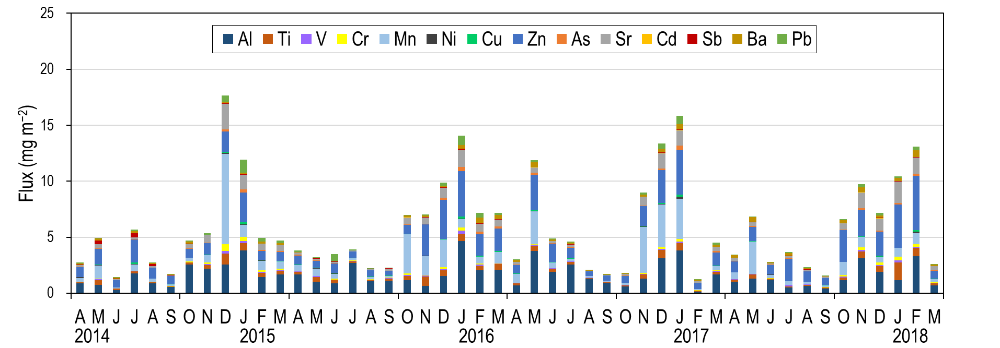 25
20
15
10
5
0
Flux (mg m⁻²)
Al Ti V Cr Mn Ni Cu Zn As Sr Cd Sb Ba Pb
A M J J A S O N D J F M A M J J A S O N D J F M A M J J A S O N D J F M A M J J A S O N D J F M
2014 2015 2016 2017 2018